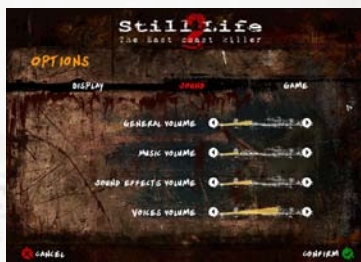 Still Life 2
The East coast killer
OPTIONS
DISPLAY SOUND GAME
GENERAL VOLUME
MUSIC VOLUME
SOUND EFFECTS VOLUME
VOICES VOLUME
CANCEL CONFIRM